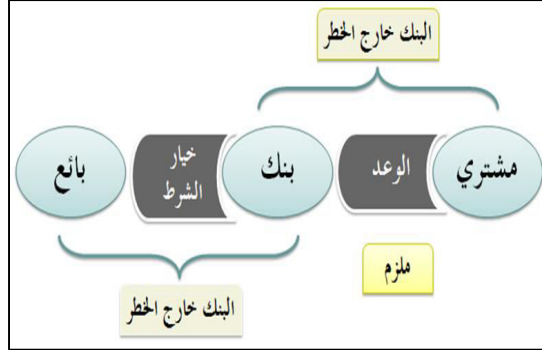 البنك خارج الخطر
مشتري
الوعد
بنك
خيار
الشرط
بائع
ملزم
البنك خارج الخطر